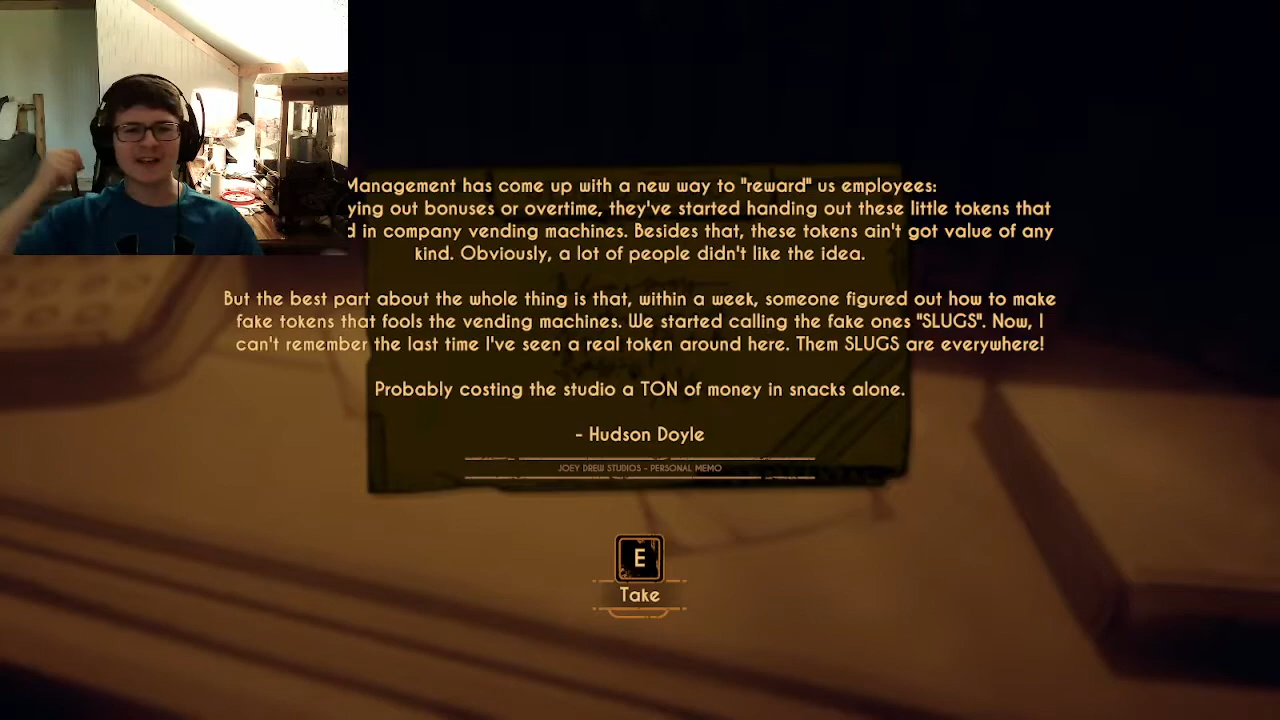 Management has come up with a new way to "reward" us employees:
out bonuses or overtime, they've started handing out these little tokens that
in company vending machines. Besides that, these tokens ain't got value of any
kind. Obviously, a lot of people didn't like the idea.
But the best part about the whole thing is that, within a week, someone figured out how to make
fake tokens that fools the vending machines. We started calling the fake ones "SLUGS". Now, I
can't remember the last time I've seen a real token around here. Them SLUGS are everywhere!
Probably costing the studio a TON of money in snacks alone.
- Hudson Doyle
JOEY DREW STUDIOS - PERSONAL MEMO
E
Take